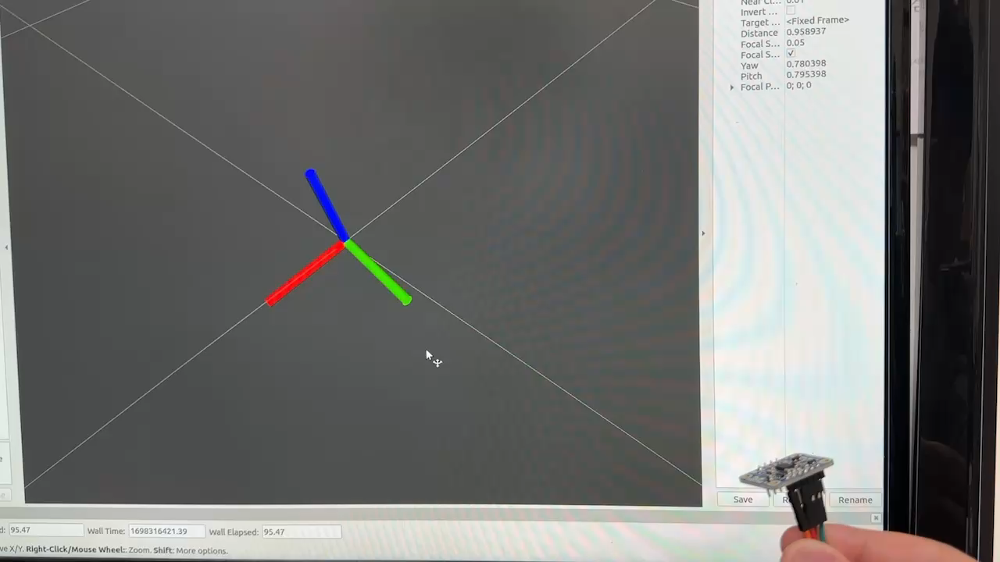 Near Cl... 0.01
Invert ...
Target ... <Fixed Frame>
Distance 0.958937
Focal S... 0.05
Focal S... ✓
Yaw 0.780398
Pitch 0.795398
Focal P... 0; 0; 0
Save Rename
95.47 Wall Time: 1698316421.39 Wall Elapsed: 95.47
X/Y. Right-Click/Mouse Wheel:: Zoom. Shift: More options.